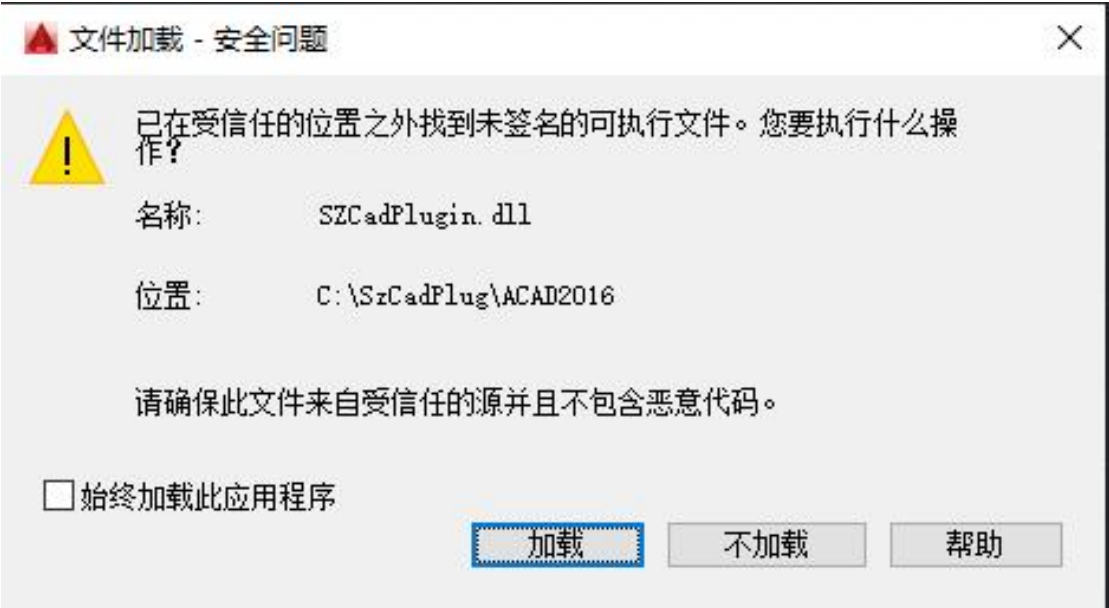 文件加载 - 安全问题
已在受信任的位置之外找到未签名的可执行文件。您要执行什么操
作?
名称: SZCadPlugin.dll
位置: C:\SzCadPlug\ACAD2016
请确保此文件来自受信任的源并且不包含恶意代码。
始终加载此应用程序
加载 不加载 帮助